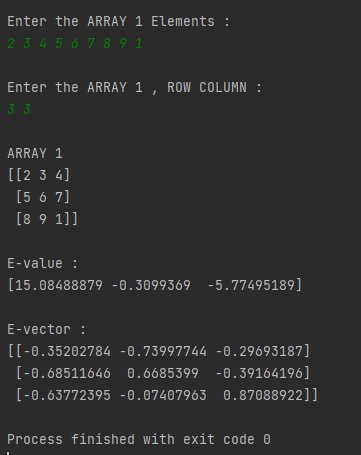 Enter the ARRAY 1 Elements :
2 3 4 5 6 7 8 9 1
Enter the ARRAY 1 , ROW COLUMN :
3 3
ARRAY 1
[[2 3 4]
 [5 6 7]
 [8 9 1]]
E-value :
[15.08488879 -0.3099369  -5.77495189]
E-vector :
[[-0.35202784 -0.73997744 -0.29693187]
 [-0.68511646  0.6685399  -0.39164196]
 [-0.63772395 -0.07407963  0.87088922]]
Process finished with exit code 0